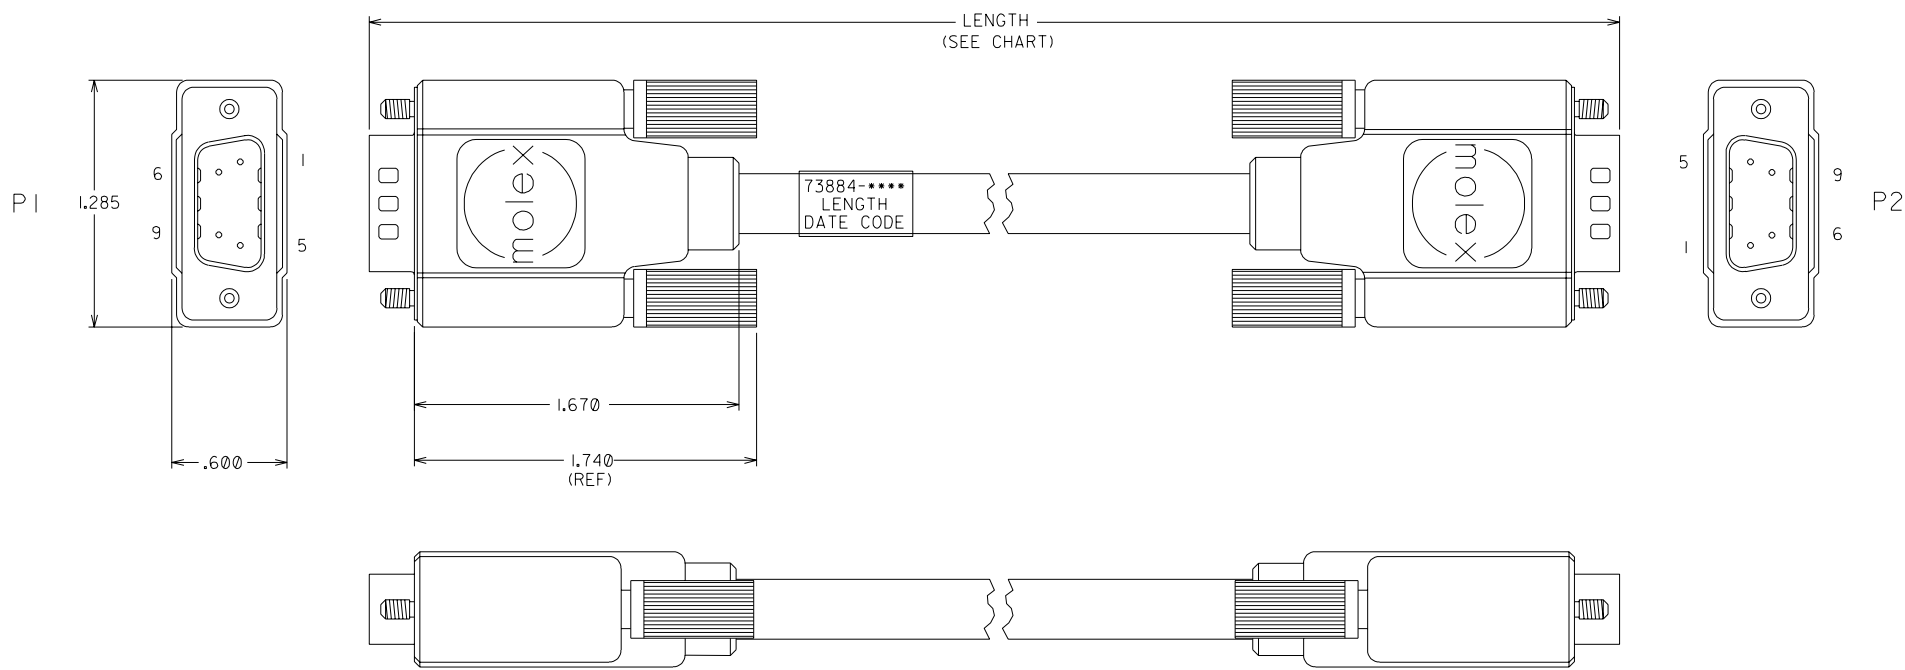 LENGTH
(SEE CHART)
P1
1.285
6
1
9
5
molex
73884-****
LENGTH
DATE CODE
molex
5
9
1
6
P2
1.670
.600
1.740
(REF)